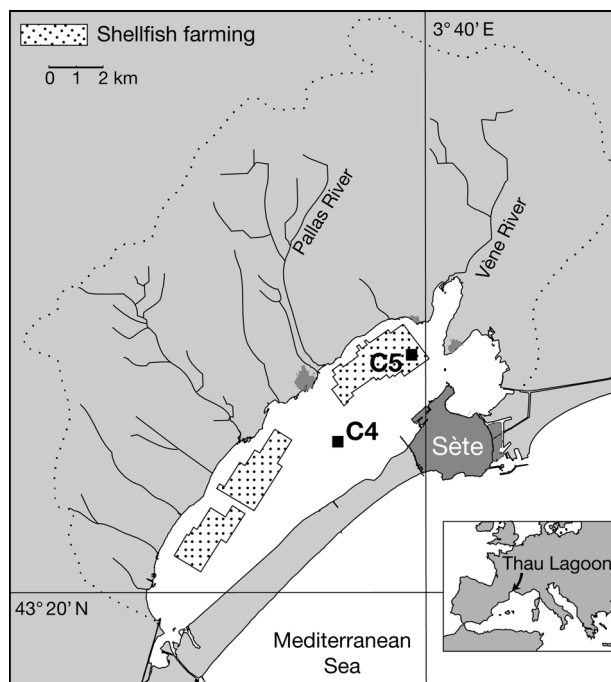 Shellfish farming
3° 40´ E
0 1 2 km
Pallas River
Vène River
C5
C4
Sète
Thau Lagoon
43° 20´ N
Mediterranean
Sea